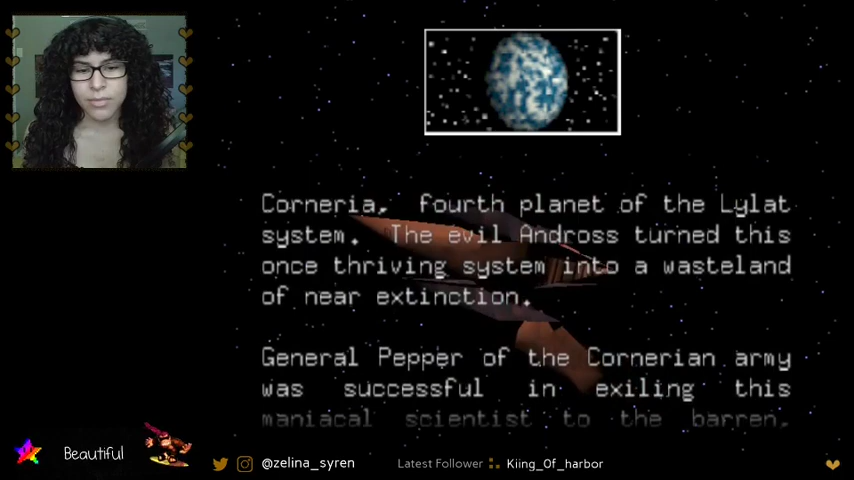 Corneria, fourth planet of the Lylat
system. The evil Andross turned this
once thriving system into a wasteland
of near extinction.
General Pepper of the Cornerian army
was successful in exiling this
maniacal scientist to the barren,
Beautiful
@zelina_syren
Latest Follower
Kiing_Of_harbor